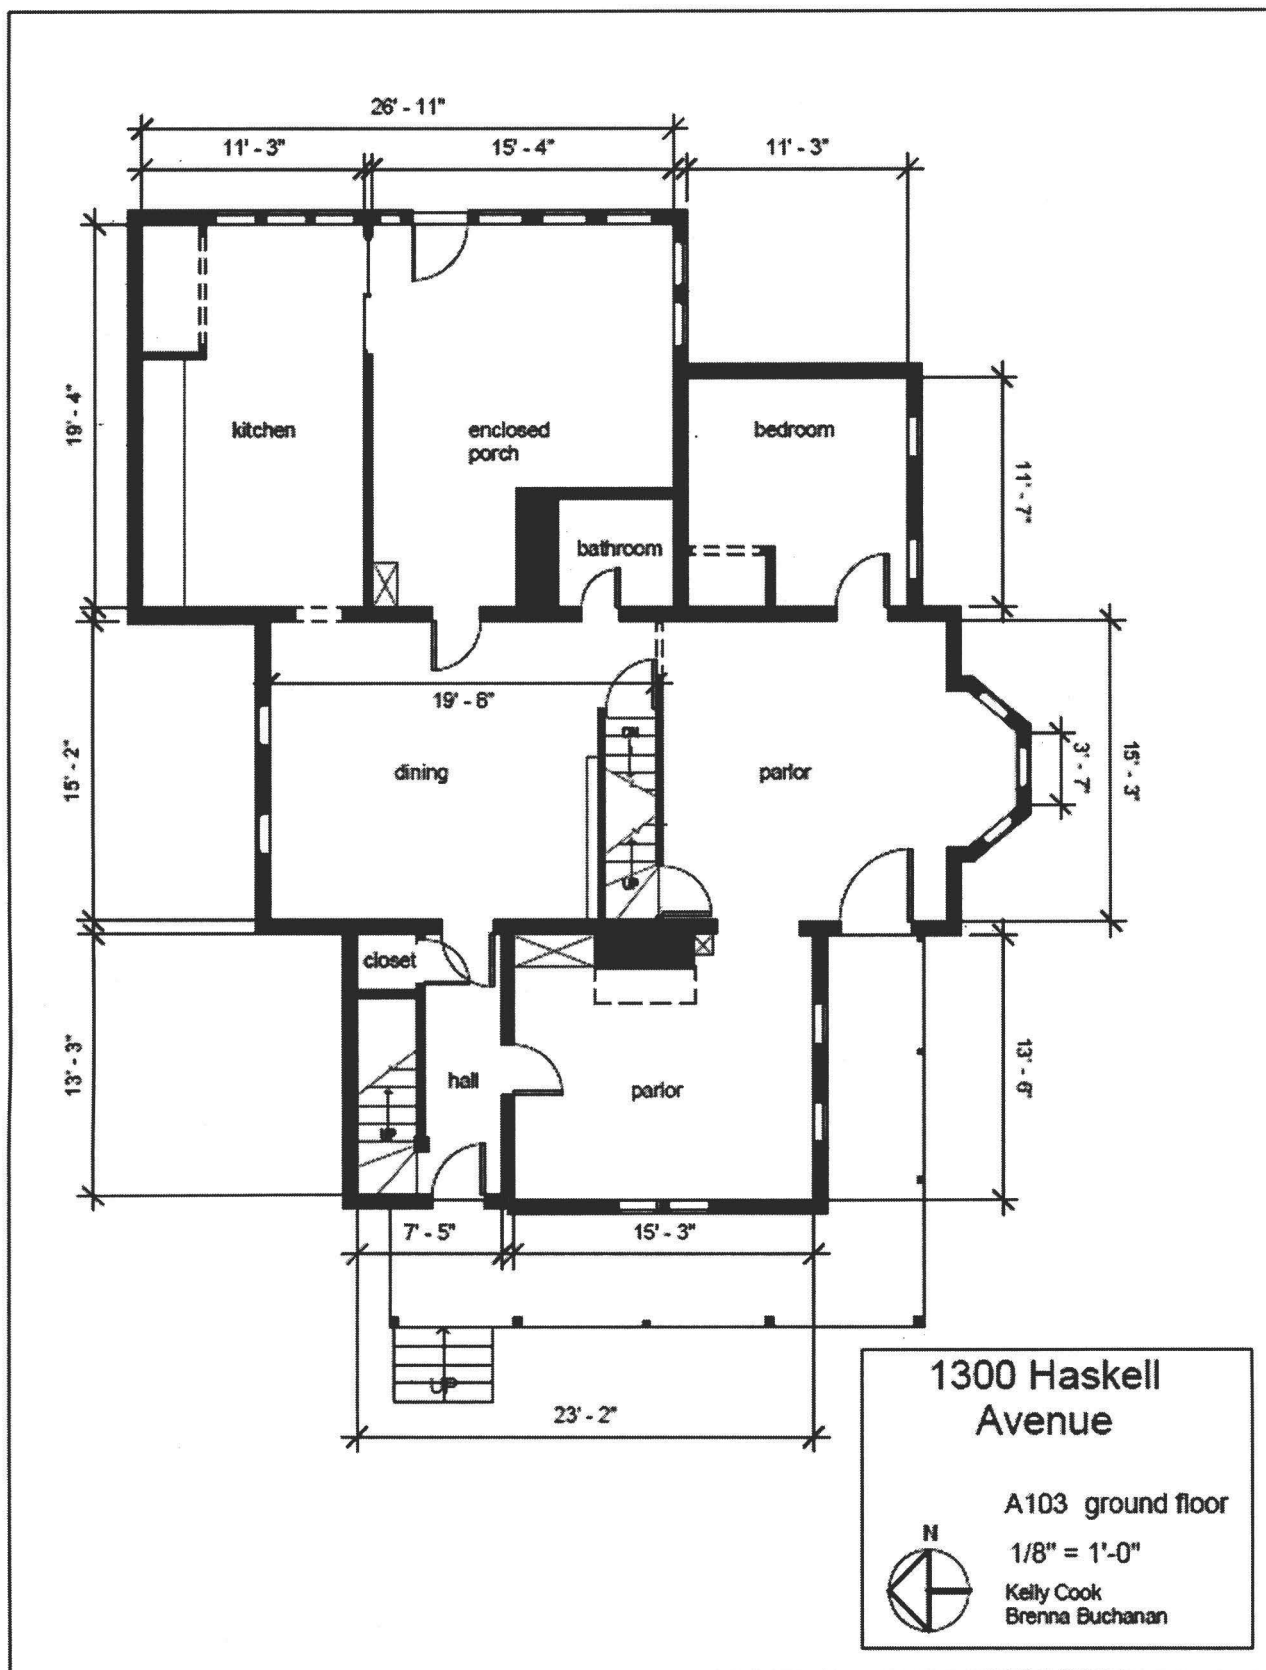 26' - 11"
11' - 3"
15' - 4"
11' - 3"
19' - 4"
kitchen
enclosed
porch
bedroom
11' - 7"
bathroom
19' - 8"
DN
15' - 2"
dining
parlor
3' - 7"
15' - 3"
UP
closet
13' - 3"
hall
parlor
13' - 6"
UP
7' - 5"
15' - 3"
UP
23' - 2"
1300 Haskell
Avenue
A103 ground floor
N
1/8" = 1'-0"
Kelly Cook
Brenna Buchanan